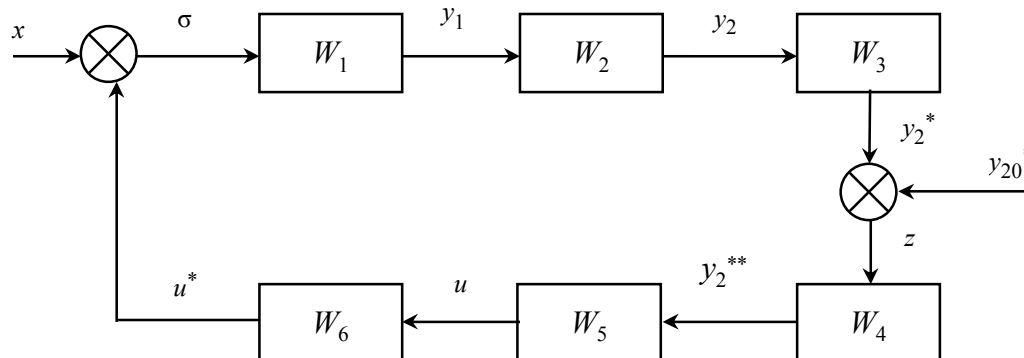 x
σ
W₁
y₁
W₂
y₂
W₃
y₂*
y₂₀*
z
W₄
y₂**
W₅
u
W₆
u*